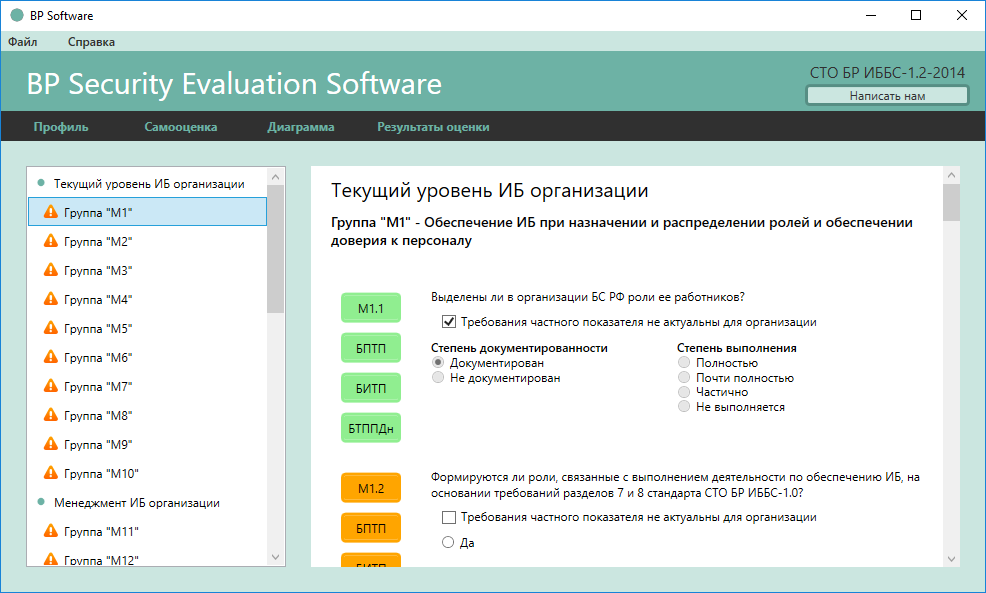 BP Software
Файл Справка
BP Security Evaluation Software
СТО БР ИББС-1.2-2014
Написать нам
Профиль Самооценка Диаграмма Результаты оценки
Текущий уровень ИБ организации
Группа "М1"
Группа "М2"
Группа "М3"
Группа "М4"
Группа "М5"
Группа "М6"
Группа "М7"
Группа "М8"
Группа "М9"
Группа "М10"
Менеджмент ИБ организации
Группа "М11"
Группа "М12"
Текущий уровень ИБ организации
Группа "М1" - Обеспечение ИБ при назначении и распределении ролей и обеспечении
доверия к персоналу
М1.1
БПТП
БИТП
БТППДн
Выделены ли в организации БС РФ роли ее работников?
Требования частного показателя не актуальны для организации
Степень документированности
Документирован
Не документирован
Степень выполнения
Полностью
Почти полностью
Частично
Не выполняется
М1.2
БПТП
БИТП
Формируются ли роли, связанные с выполнением деятельности по обеспечению ИБ, на
основании требований разделов 7 и 8 стандарта СТО БР ИББС-1.0?
Требования частного показателя не актуальны для организации
Да